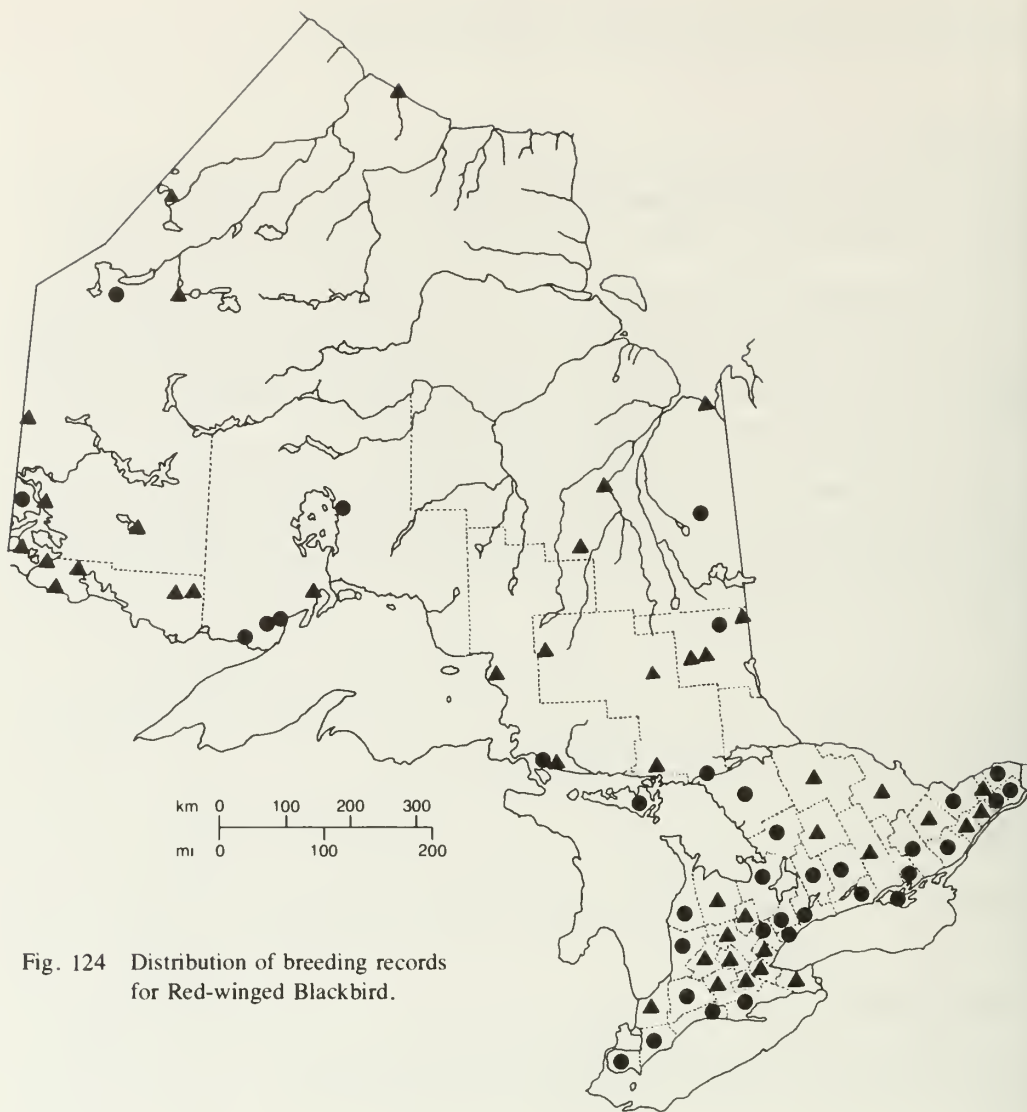 km 0 100 200 300
mi 0 100 200
Fig. 124 Distribution of breeding records
for Red-winged Blackbird.